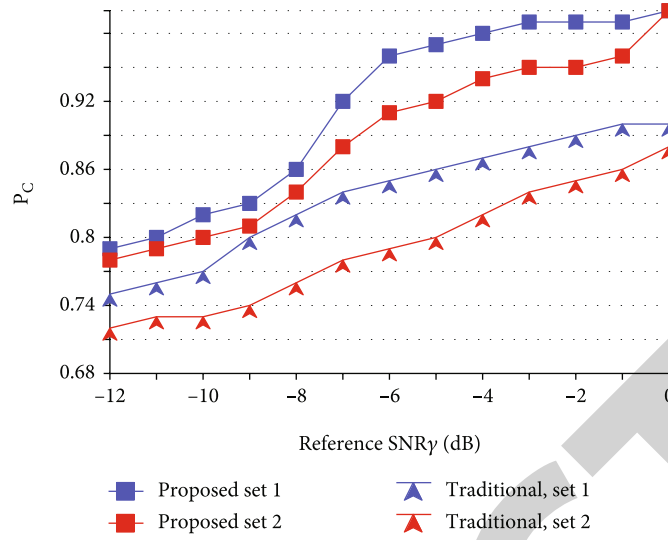 0.92
0.86
0.8
0.74
0.68
P_C
−12 −10 −8 −6 −4 −2 0
Reference SNRγ (dB)
Proposed set 1
Traditional, set 1
Proposed set 2
Traditional, set 2